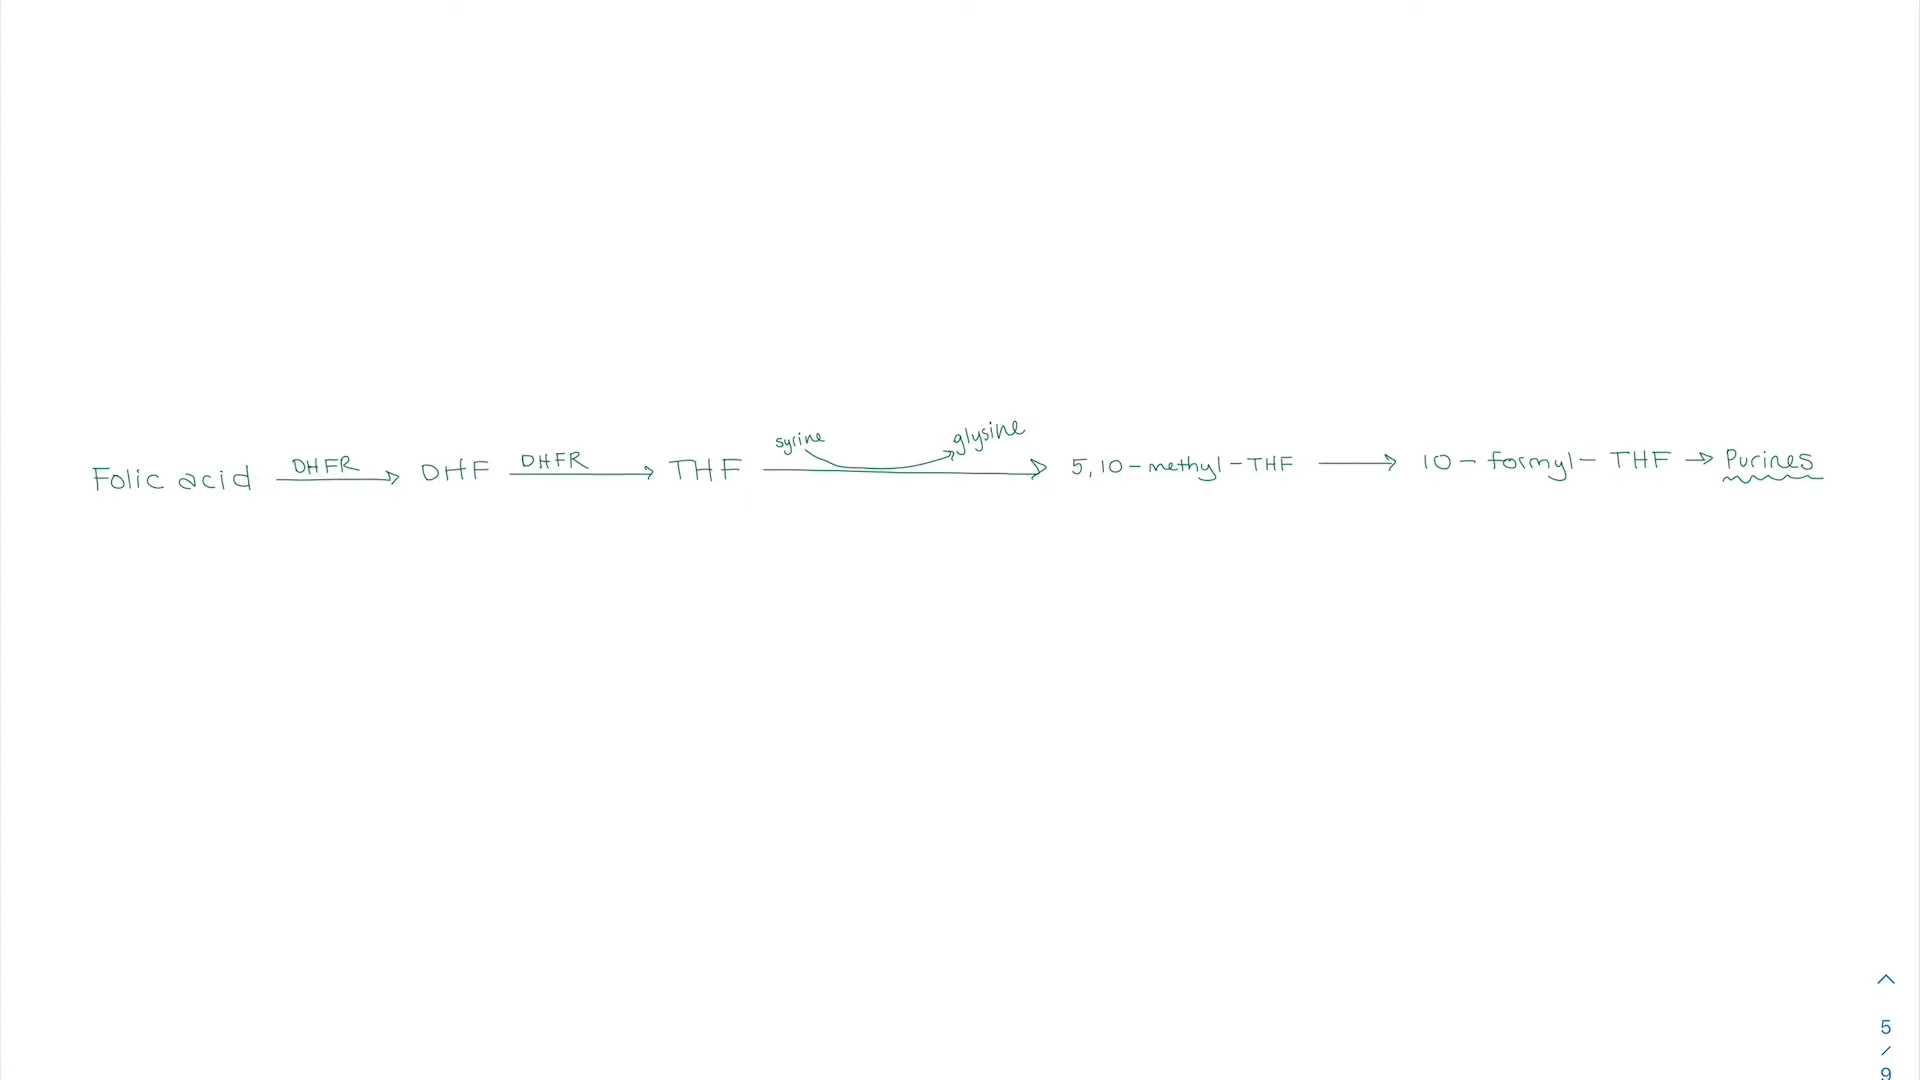 syrine glysine
Folic acid DHFR → DHF DHFR → THF → 5,10-methyl-THF → 10-formyl-THF → Purines
5
/
9